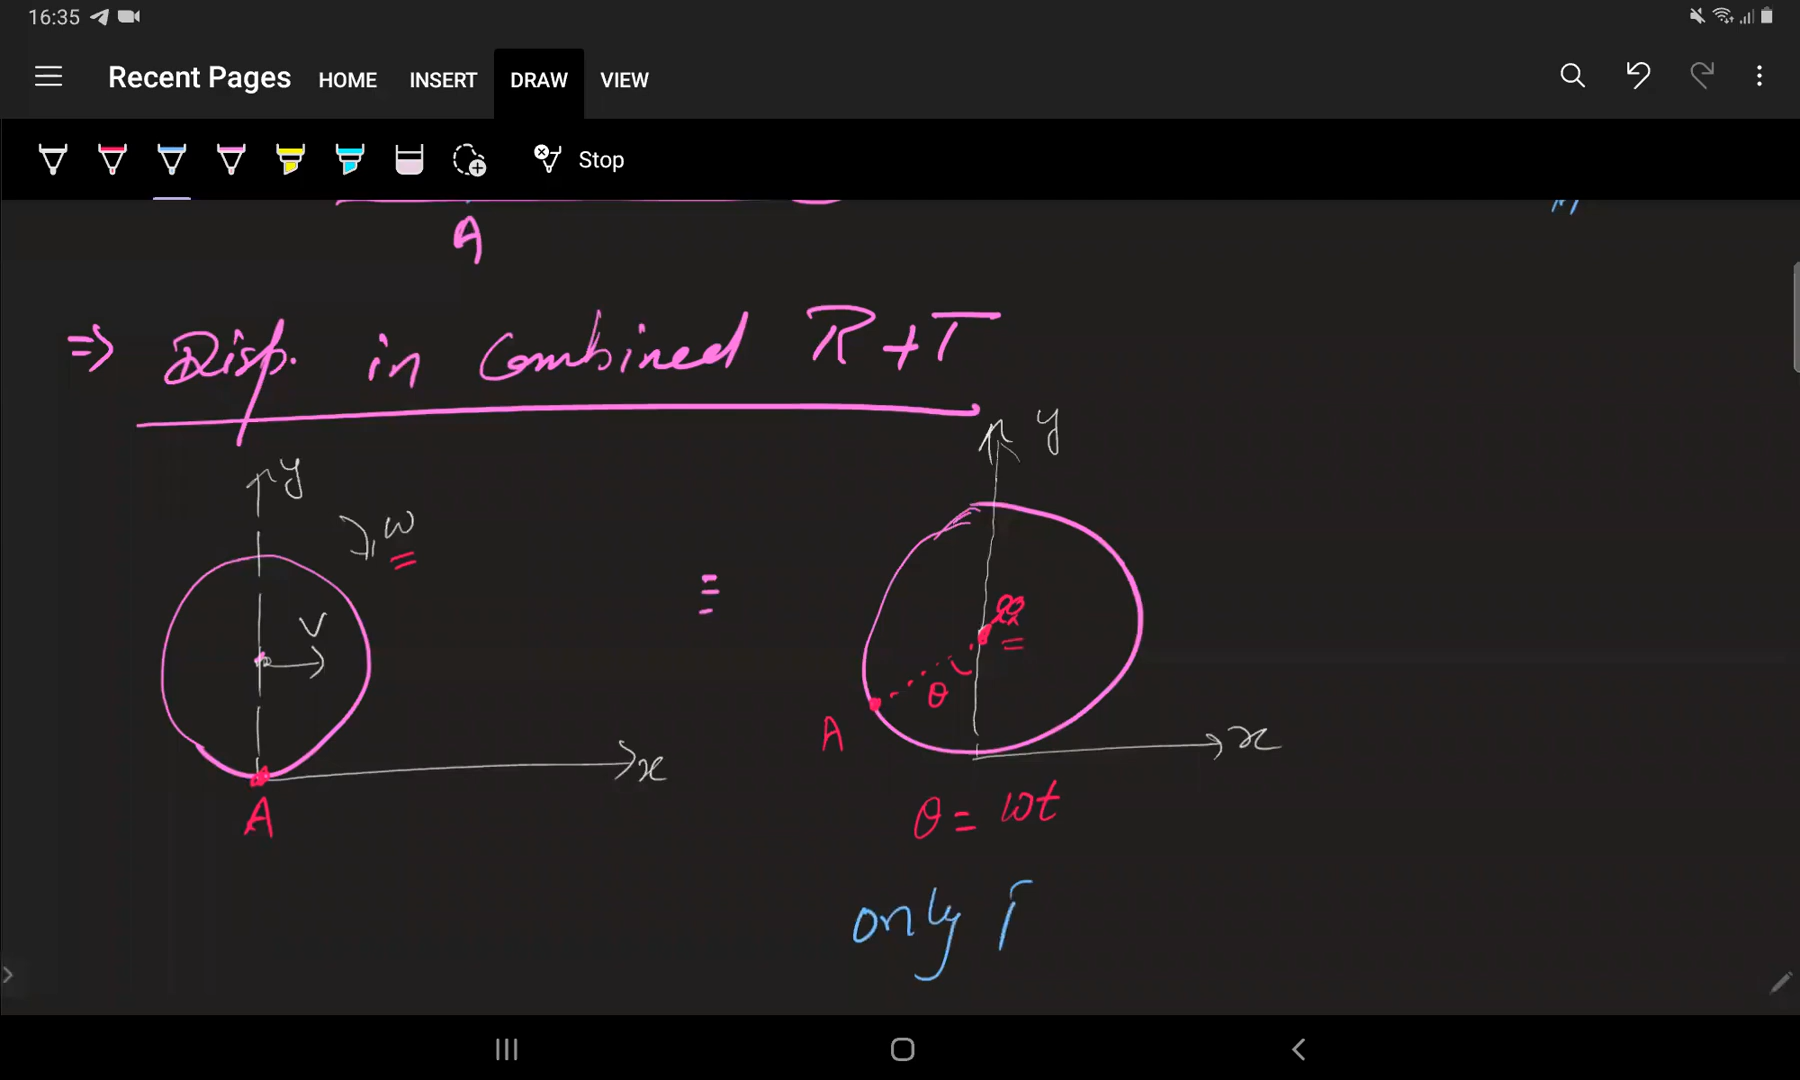 16:35
Recent Pages HOME INSERT DRAW VIEW
Stop
A
⇒ Disp. in Combined R+T
y
ω
v
x
A
≡
y
θ
A
x
θ = ωt
only